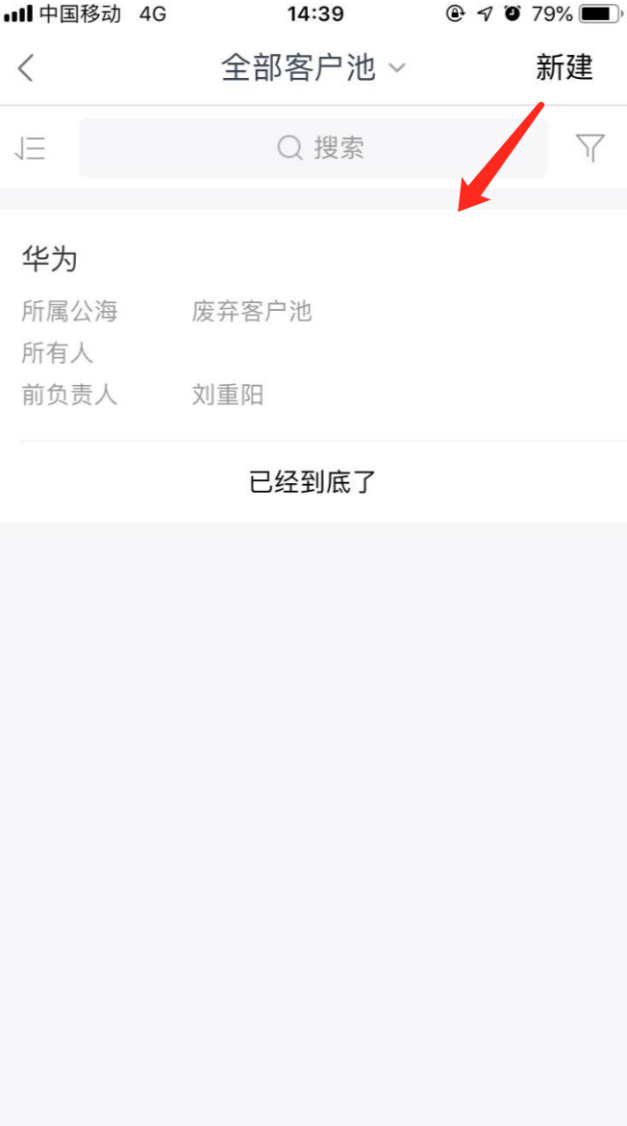 中国移动 4G 14:39 79%
全部客户池 新建
搜索
华为
所属公海 废弃客户池
所有人
前负责人 刘重阳
已经到底了